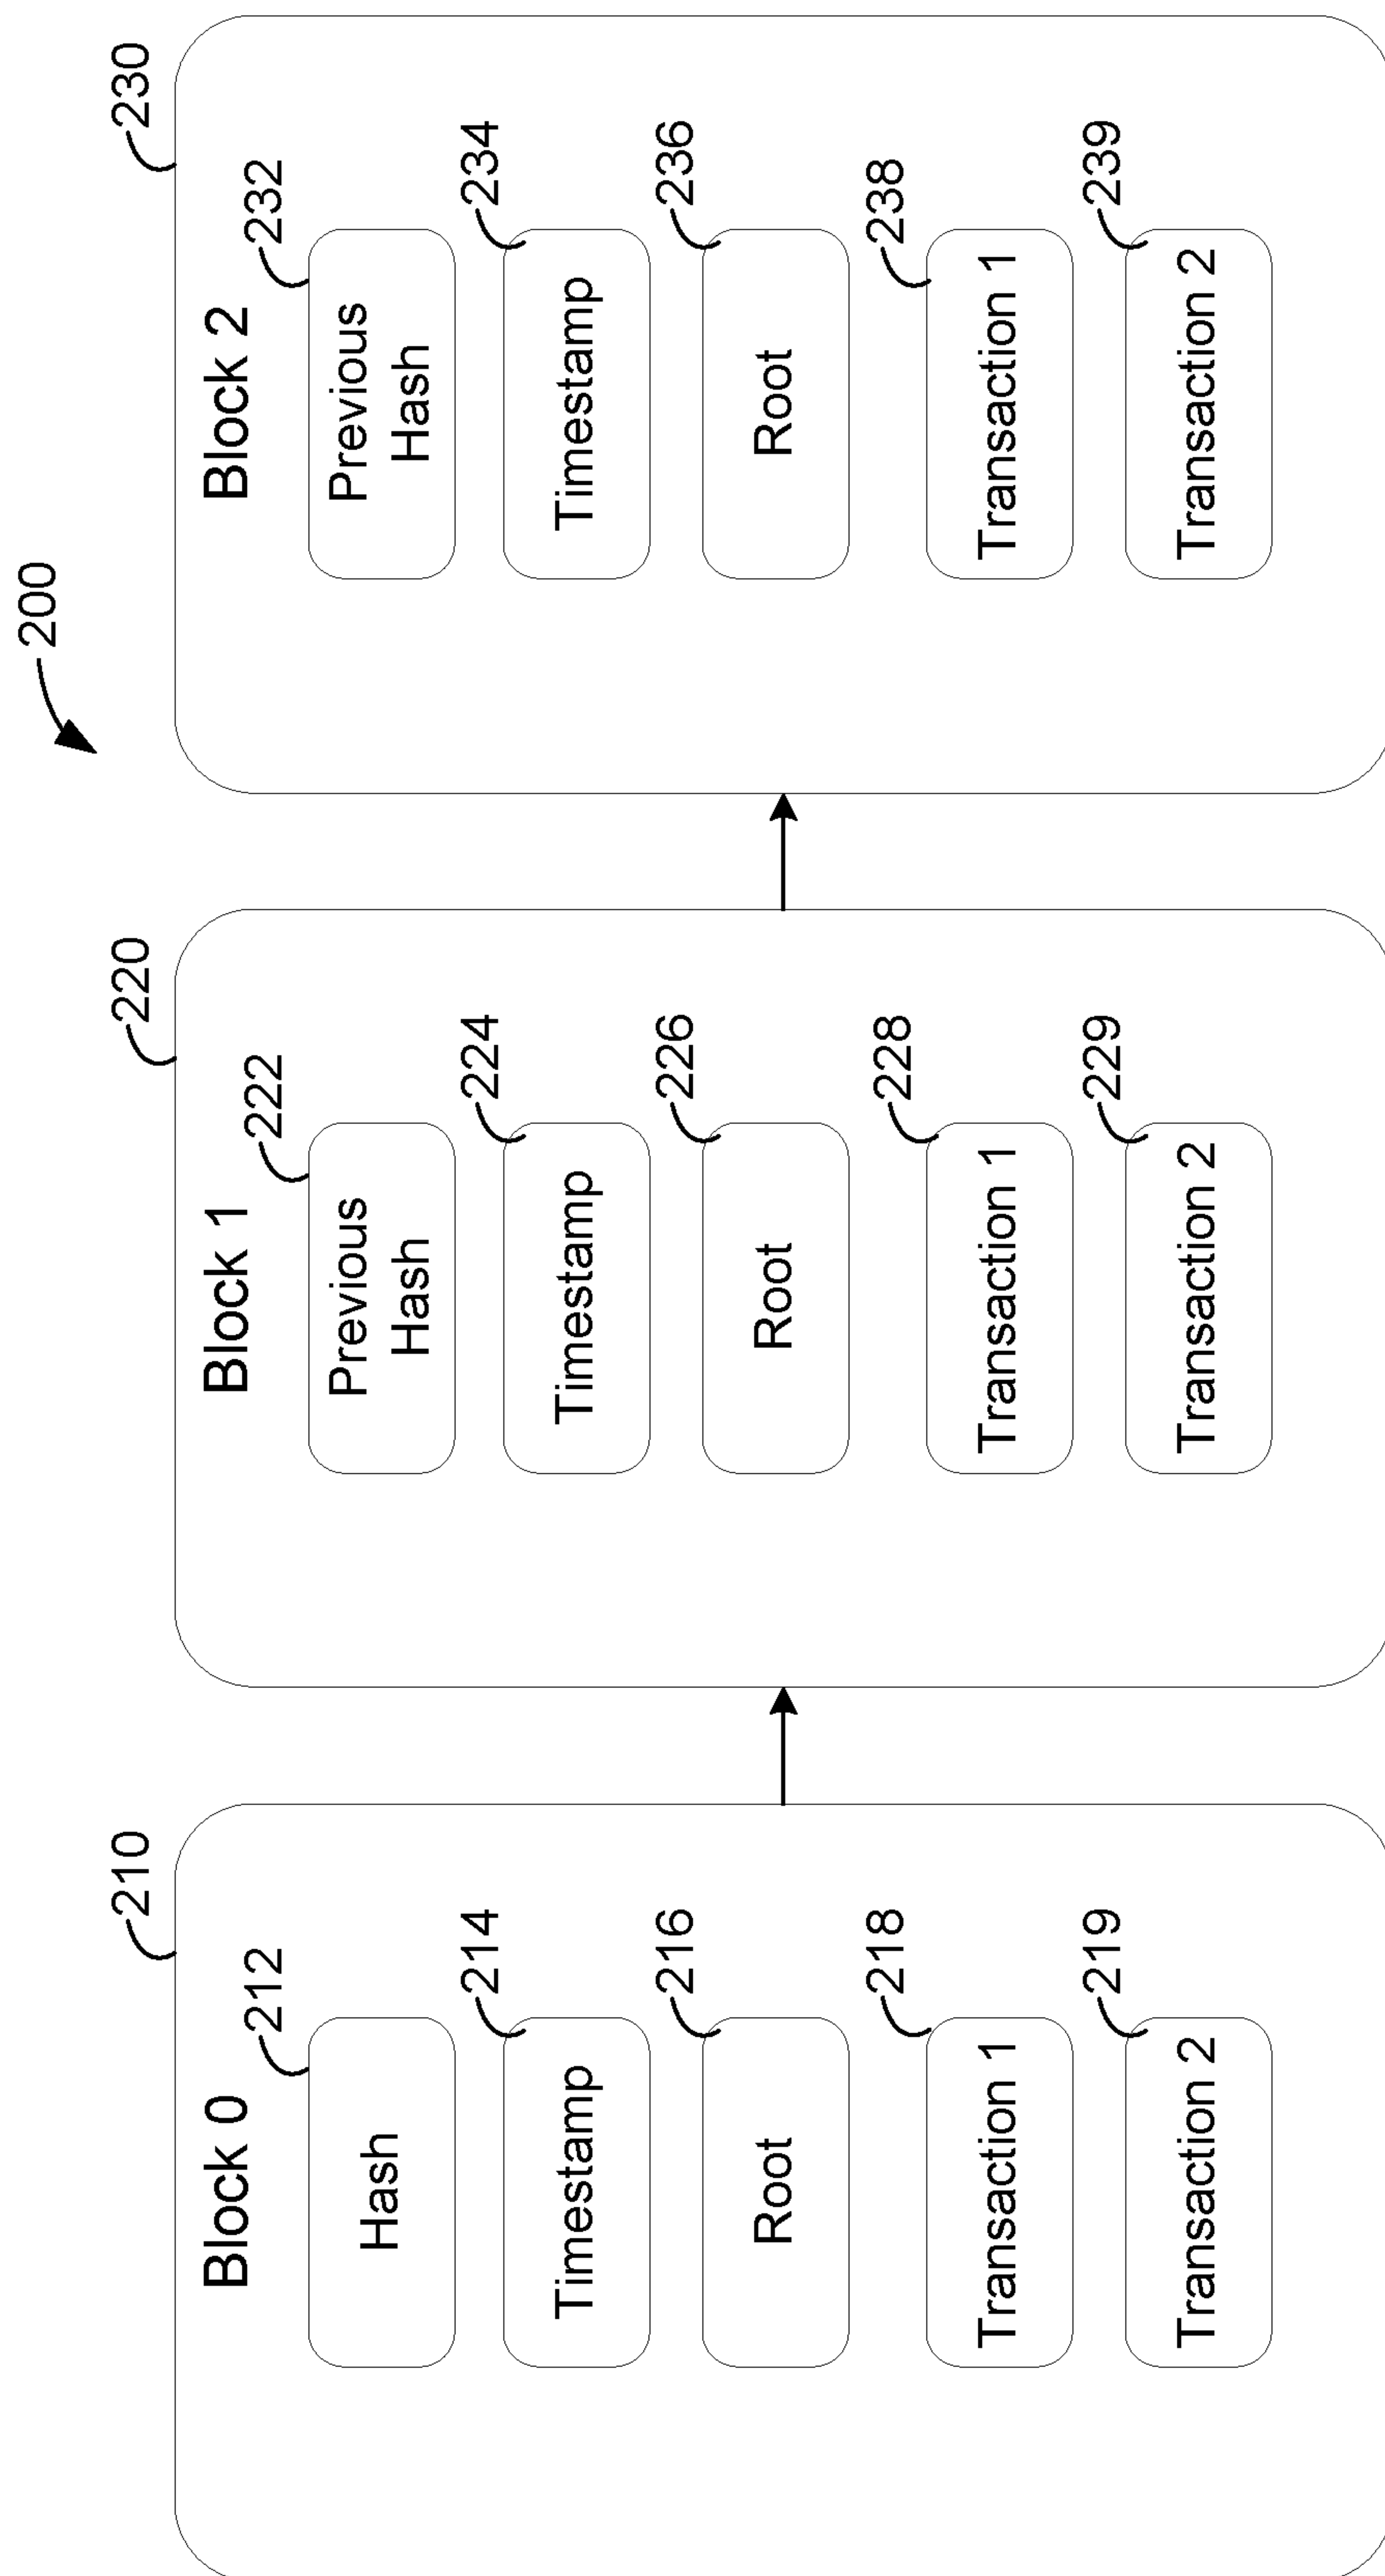 200
210
Block 0
212
Hash
214
Timestamp
216
Root
218
Transaction 1
219
Transaction 2
220
Block 1
222
Previous
Hash
224
Timestamp
226
Root
228
Transaction 1
229
Transaction 2
230
Block 2
232
Previous
Hash
234
Timestamp
236
Root
238
Transaction 1
239
Transaction 2